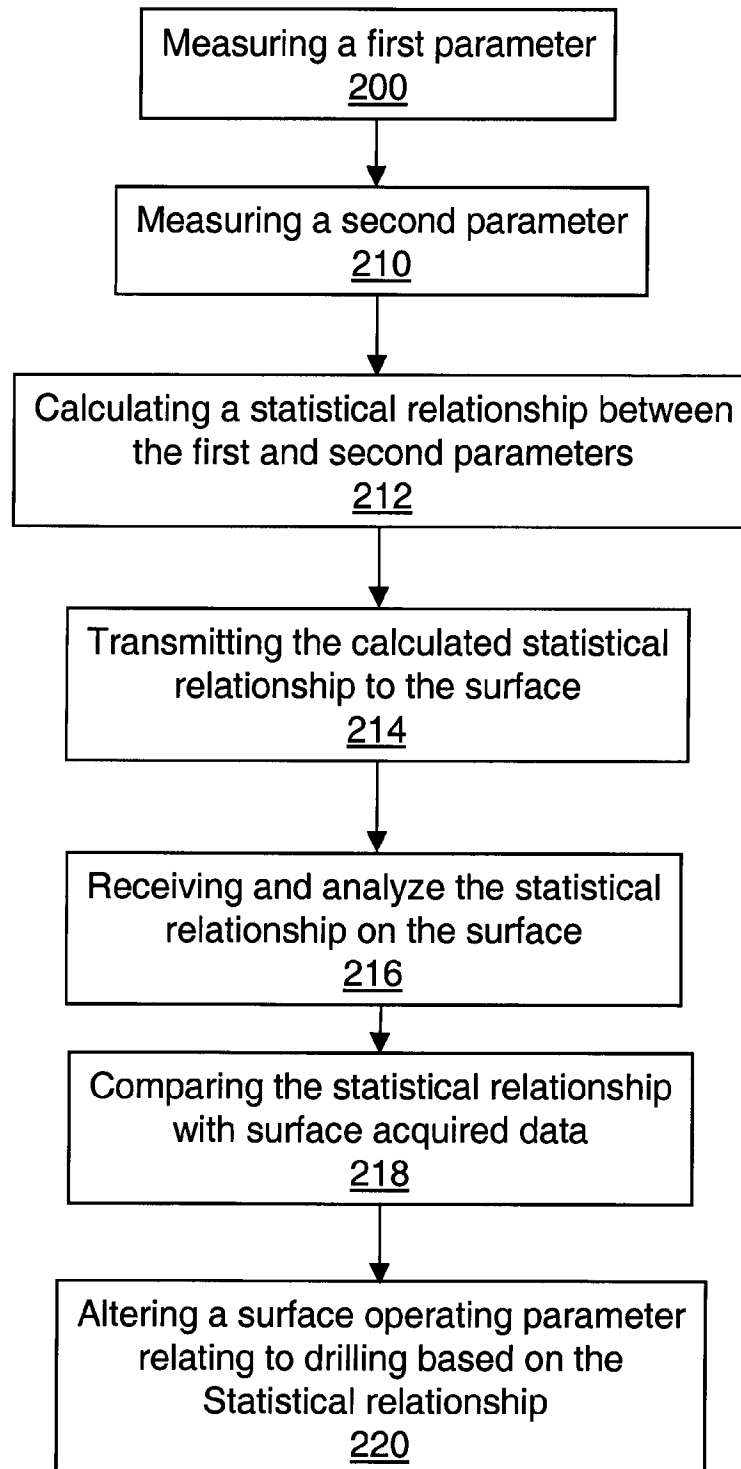 Measuring a first parameter
200
Measuring a second parameter
210
Calculating a statistical relationship between
the first and second parameters
212
Transmitting the calculated statistical
relationship to the surface
214
Receiving and analyze the statistical
relationship on the surface
216
Comparing the statistical relationship
with surface acquired data
218
Altering a surface operating parameter
relating to drilling based on the
Statistical relationship
220